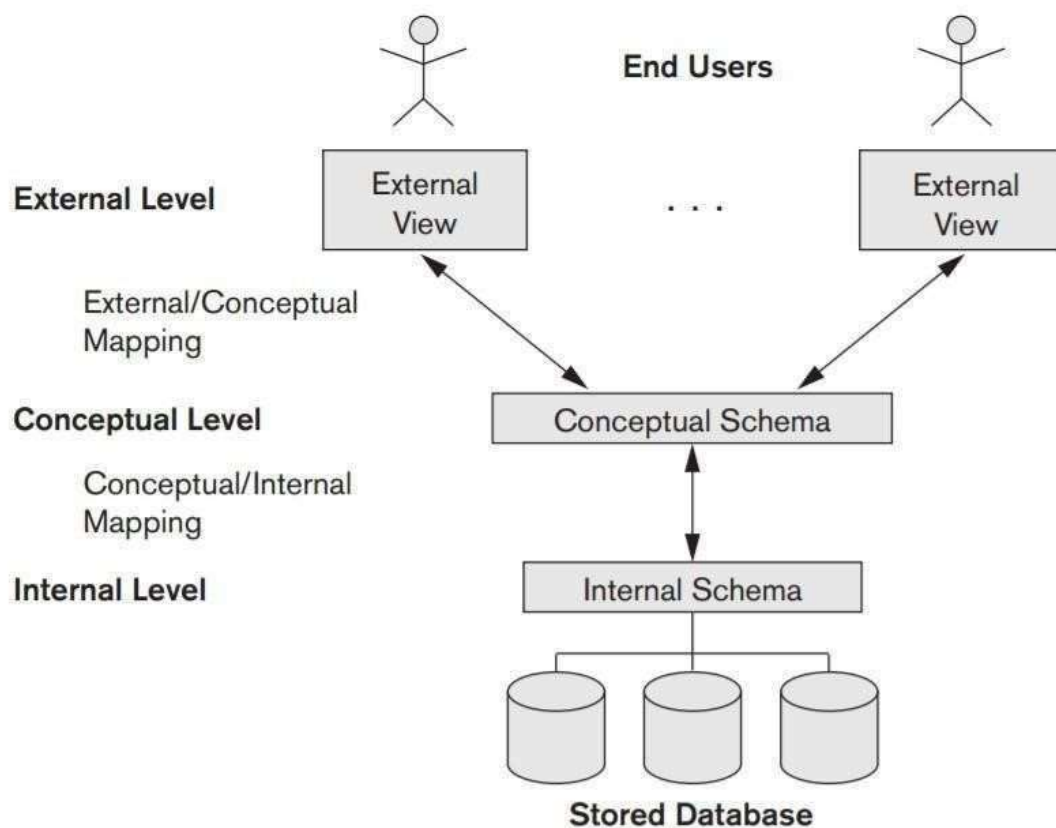 End Users
External Level
External
View
. . .
External
View
External/Conceptual
Mapping
Conceptual Level
Conceptual Schema
Conceptual/Internal
Mapping
Internal Level
Internal Schema
Stored Database